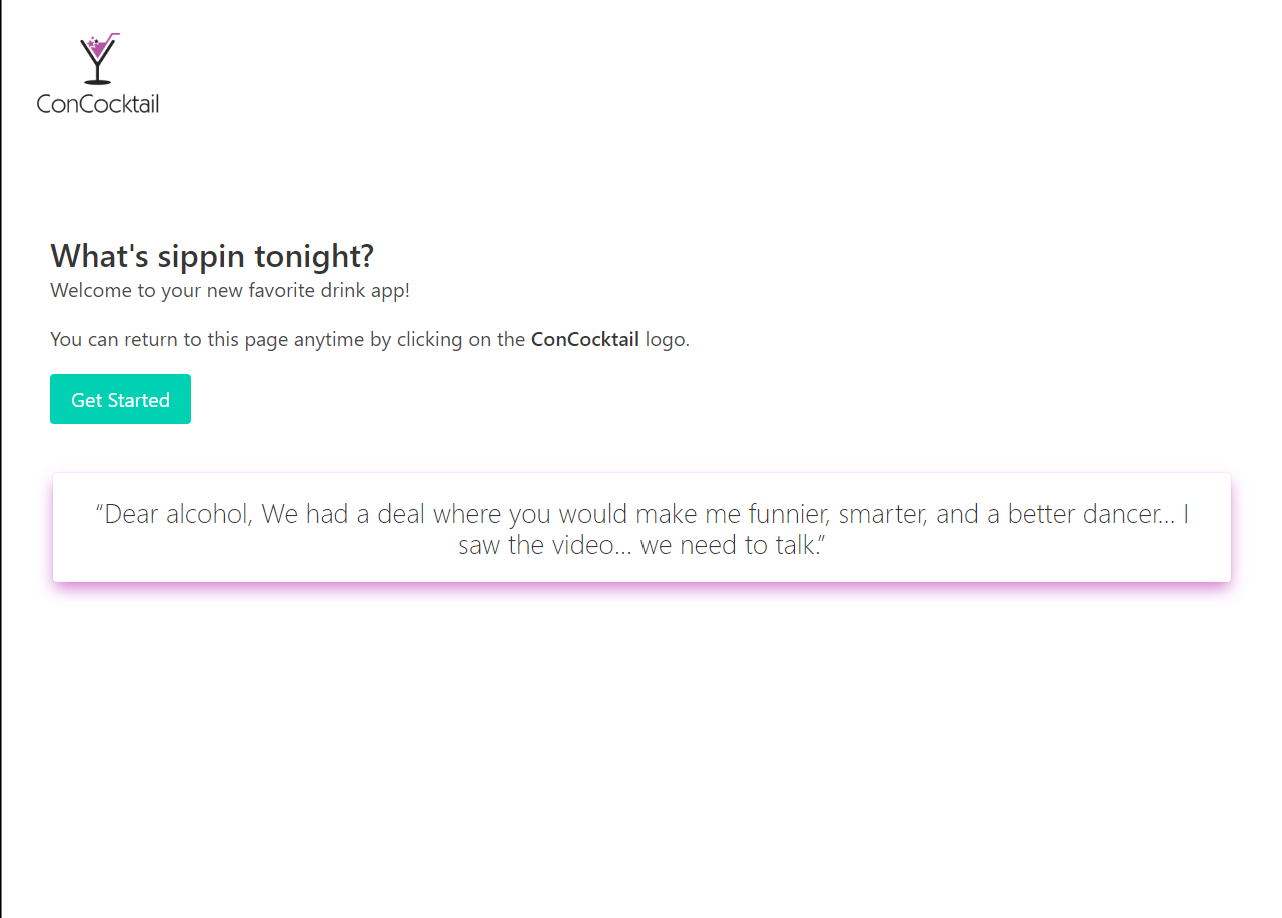 ConCocktail
What's sippin tonight?
Welcome to your new favorite drink app!
You can return to this page anytime by clicking on the ConCocktail logo.
Get Started
“Dear alcohol, We had a deal where you would make me funnier, smarter, and a better dancer... I
saw the video... we need to talk.”